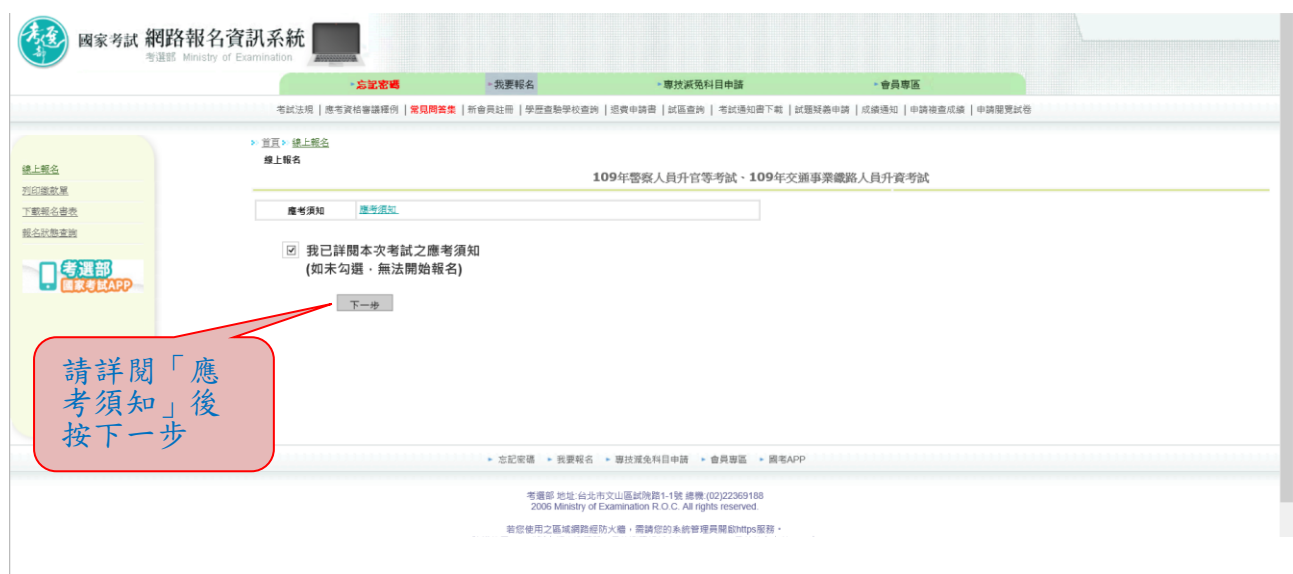 考選部
國家考試 網路報名資訊系統
考選部 Ministry of Examination
忘記密碼 我要報名 專技減免科目申請 會員專區
考試法規 | 應考資格審議釋例 | 常見問答集 | 新會員註冊 | 學歷查驗學校查詢 | 退費申請書 | 試區查詢 | 考試通知書下載 | 試題疑義申請 | 成績通知 | 申請複查成績 | 申請閱覽試卷
首頁 線上報名
線上報名
109年警察人員升官等考試、109年交通事業鐵路人員升資考試
線上報名
列印繳款單
下載報名書表
報名狀態查詢
考選部
國家考試APP
應考須知 應考須知
我已詳閱本次考試之應考須知
(如未勾選，無法開始報名)
下一步
請詳閱「應
考須知」後
按下一步
忘記密碼 我要報名 專技減免科目申請 會員專區 國考APP
考選部 地址:台北市文山區試院路1-1號 總機:(02)22369188
2006 Ministry of Examination R.O.C. All rights reserved.
若您使用之區域網路經防火牆，需請您的系統管理員開啟https服務。